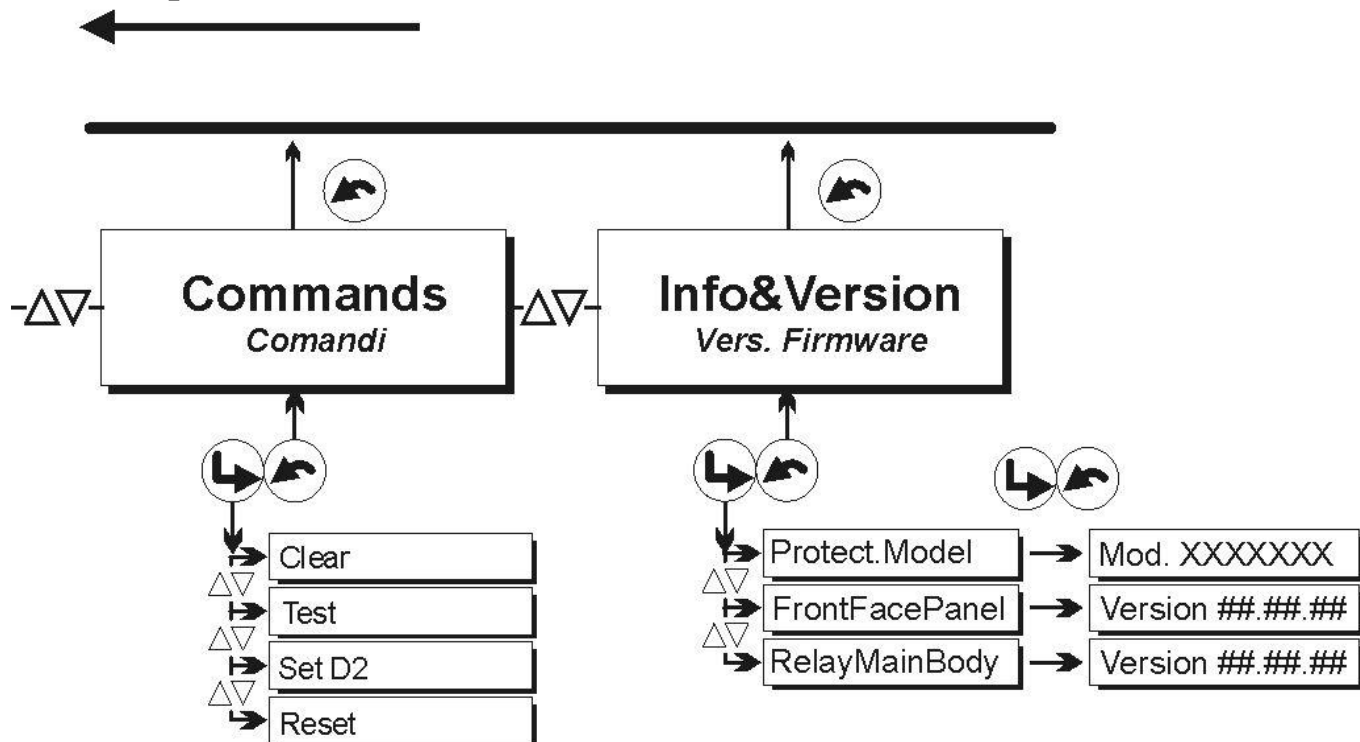 Commands
Comandi
Info&Version
Vers. Firmware
Clear
Test
Set D2
Reset
Protect.Model
Mod. XXXXXXX
FrontFacePanel
Version ##.##.##
RelayMainBody
Version ##.##.##